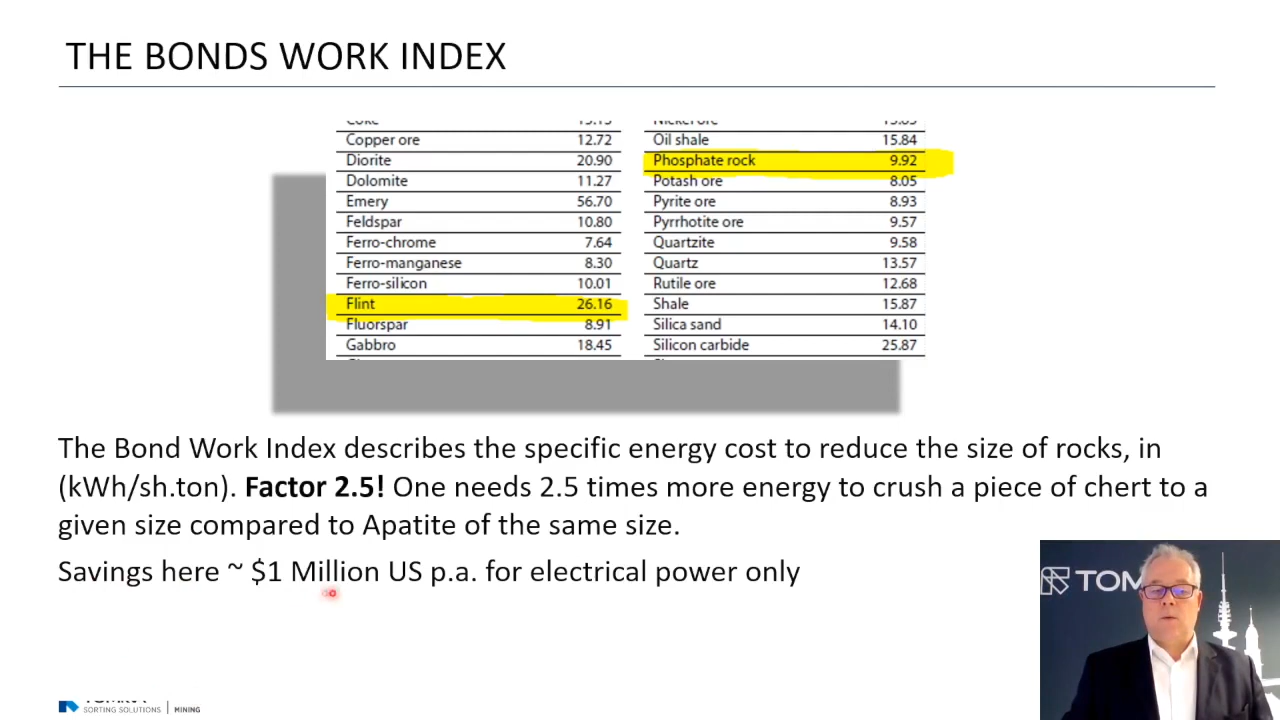 THE BONDS WORK INDEX
Coke 15.13
Copper ore 12.72
Diorite 20.90
Dolomite 11.27
Emery 56.70
Feldspar 10.80
Ferro-chrome 7.64
Ferro-manganese 8.30
Ferro-silicon 10.01
Flint 26.16
Fluorspar 8.91
Gabbro 18.45
Nickel ore
Oil shale 15.84
Phosphate rock 9.92
Potash ore 8.05
Pyrite ore 8.93
Pyrrhotite ore 9.57
Quartzite 9.58
Quartz 13.57
Rutile ore 12.68
Shale 15.87
Silica sand 14.10
Silicon carbide 25.87
The Bond Work Index describes the specific energy cost to reduce the size of rocks, in
(kWh/sh.ton). Factor 2.5! One needs 2.5 times more energy to crush a piece of chert to a
given size compared to Apatite of the same size.
Savings here ~ $1 Million US p.a. for electrical power only
TOM
SORTING SOLUTIONS | MINING